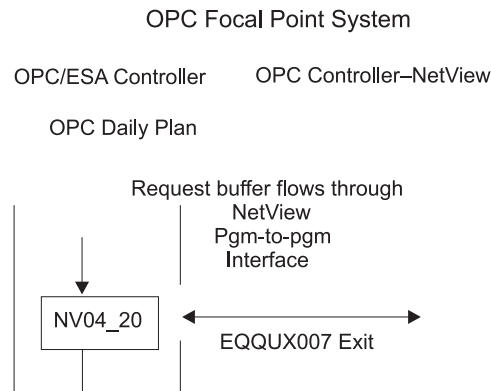 OPC Focal Point System
OPC/ESA Controller
OPC Controller–NetView
OPC Daily Plan
Request buffer flows through
NetView
Pgm-to-pgm
Interface
NV04_20
EQQUX007 Exit